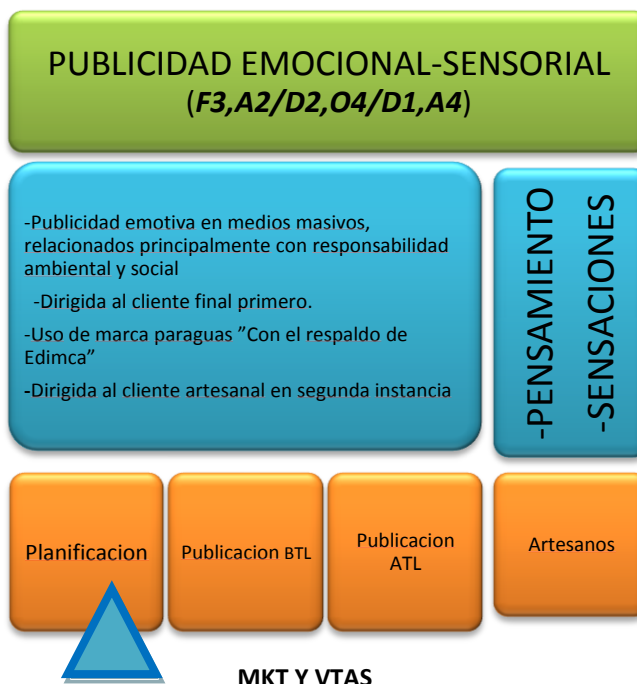 PUBLICIDAD EMOCIONAL-SENSORIAL
(F3,A2/D2,O4/D1,A4)
-Publicidad emotiva en medios masivos,
relacionados principalmente con responsabilidad
ambiental y social
-Dirigida al cliente final primero.
-Uso de marca paraguas ”Con el respaldo de
Edimca”
-Dirigida al cliente artesanal en segunda instancia
-PENSAMIENTO
-SENSACIONES
Planificacion
Publicacion BTL
Publicacion
ATL
Artesanos
MKT Y VTAS